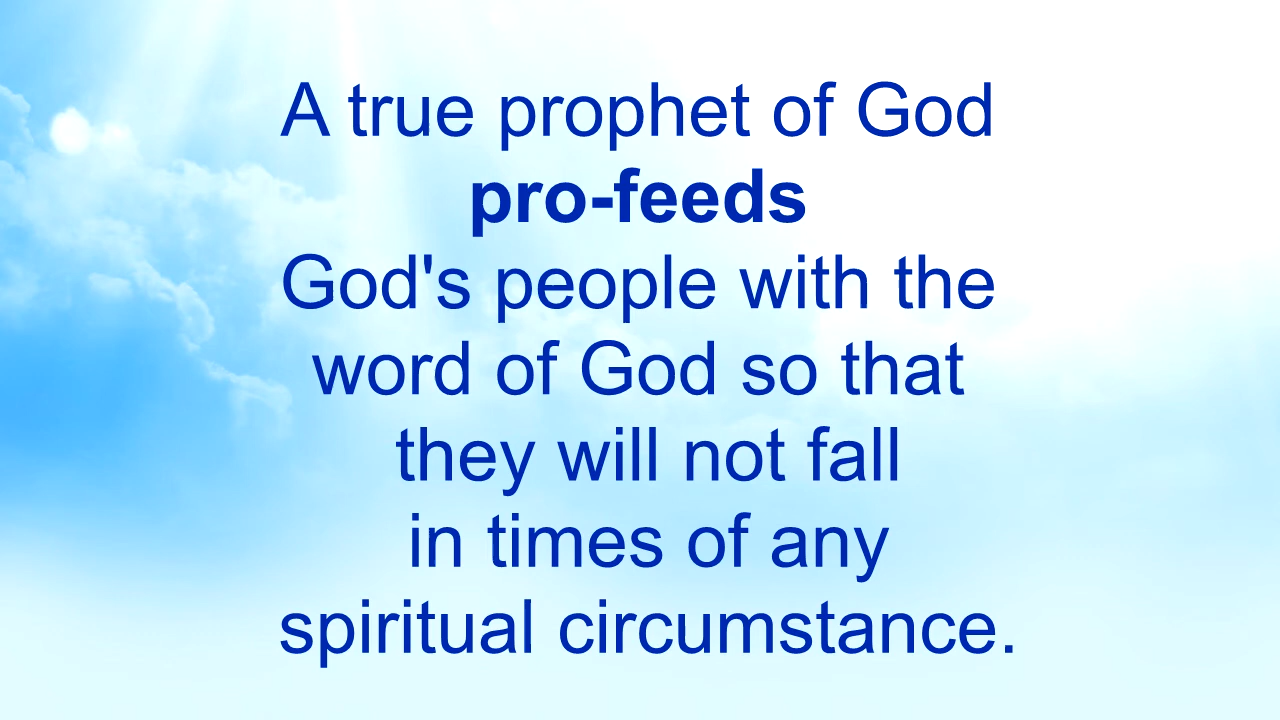 A true prophet of God
pro-feeds
God's people with the
word of God so that
they will not fall
in times of any
spiritual circumstance.